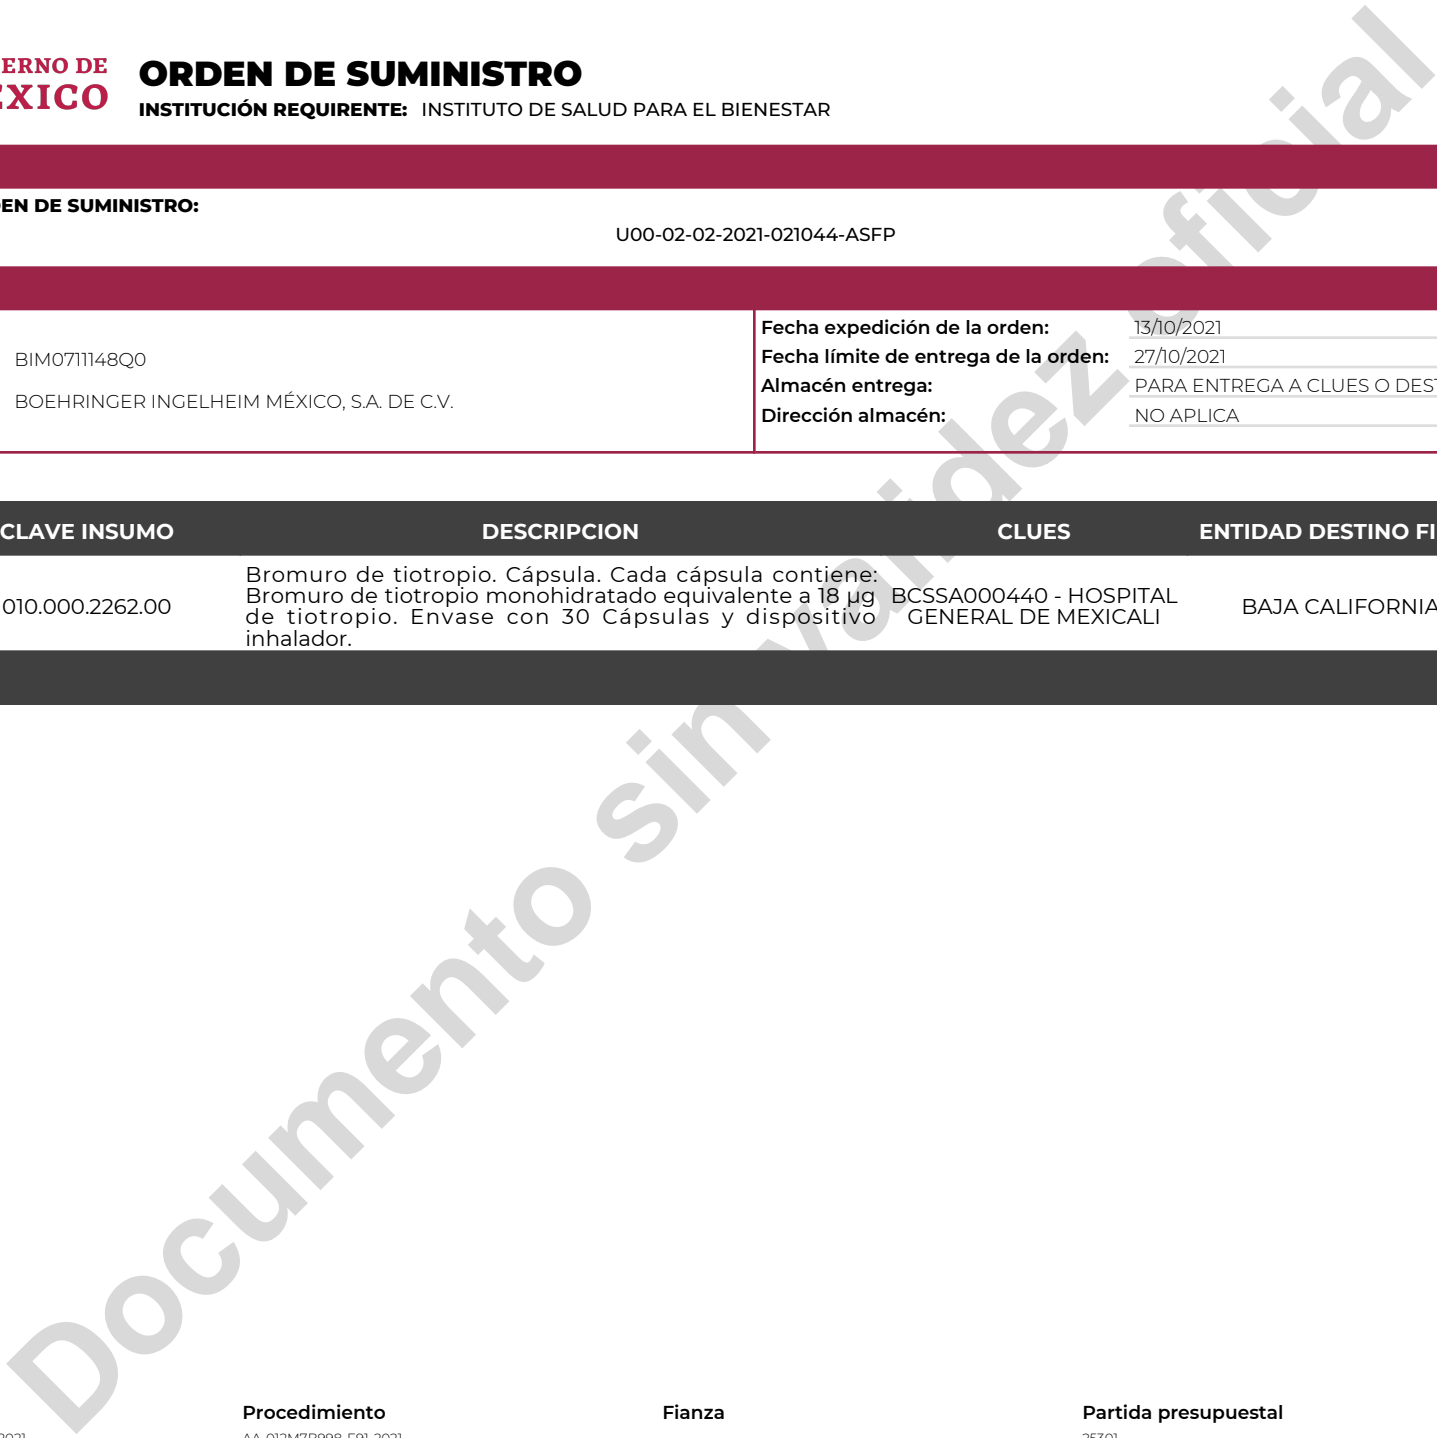 ERNO DE
ÉXICO
ORDEN DE SUMINISTRO
INSTITUCIÓN REQUIRENTE: INSTITUTO DE SALUD PARA EL BIENESTAR
EN DE SUMINISTRO:
U00-02-02-2021-021044-ASFP
BIM0711148Q0
BOEHRINGER INGELHEIM MÉXICO, S.A. DE C.V.
Fecha expedición de la orden: 13/10/2021
Fecha límite de entrega de la orden: 27/10/2021
Almacén entrega: PARA ENTREGA A CLUES O DEST
Dirección almacén: NO APLICA
CLAVE INSUMO DESCRIPCION CLUES ENTIDAD DESTINO FI
010.000.2262.00
Bromuro de tiotropio. Cápsula. Cada cápsula contiene:
Bromuro de tiotropio monohidratado equivalente a 18 µg
de tiotropio. Envase con 30 Cápsulas y dispositivo
inhalador.
BCSSA000440 - HOSPITAL
GENERAL DE MEXICALI
BAJA CALIFORNIA
Documento sin validez oficial
Procedimiento Fianza Partida presupuestal